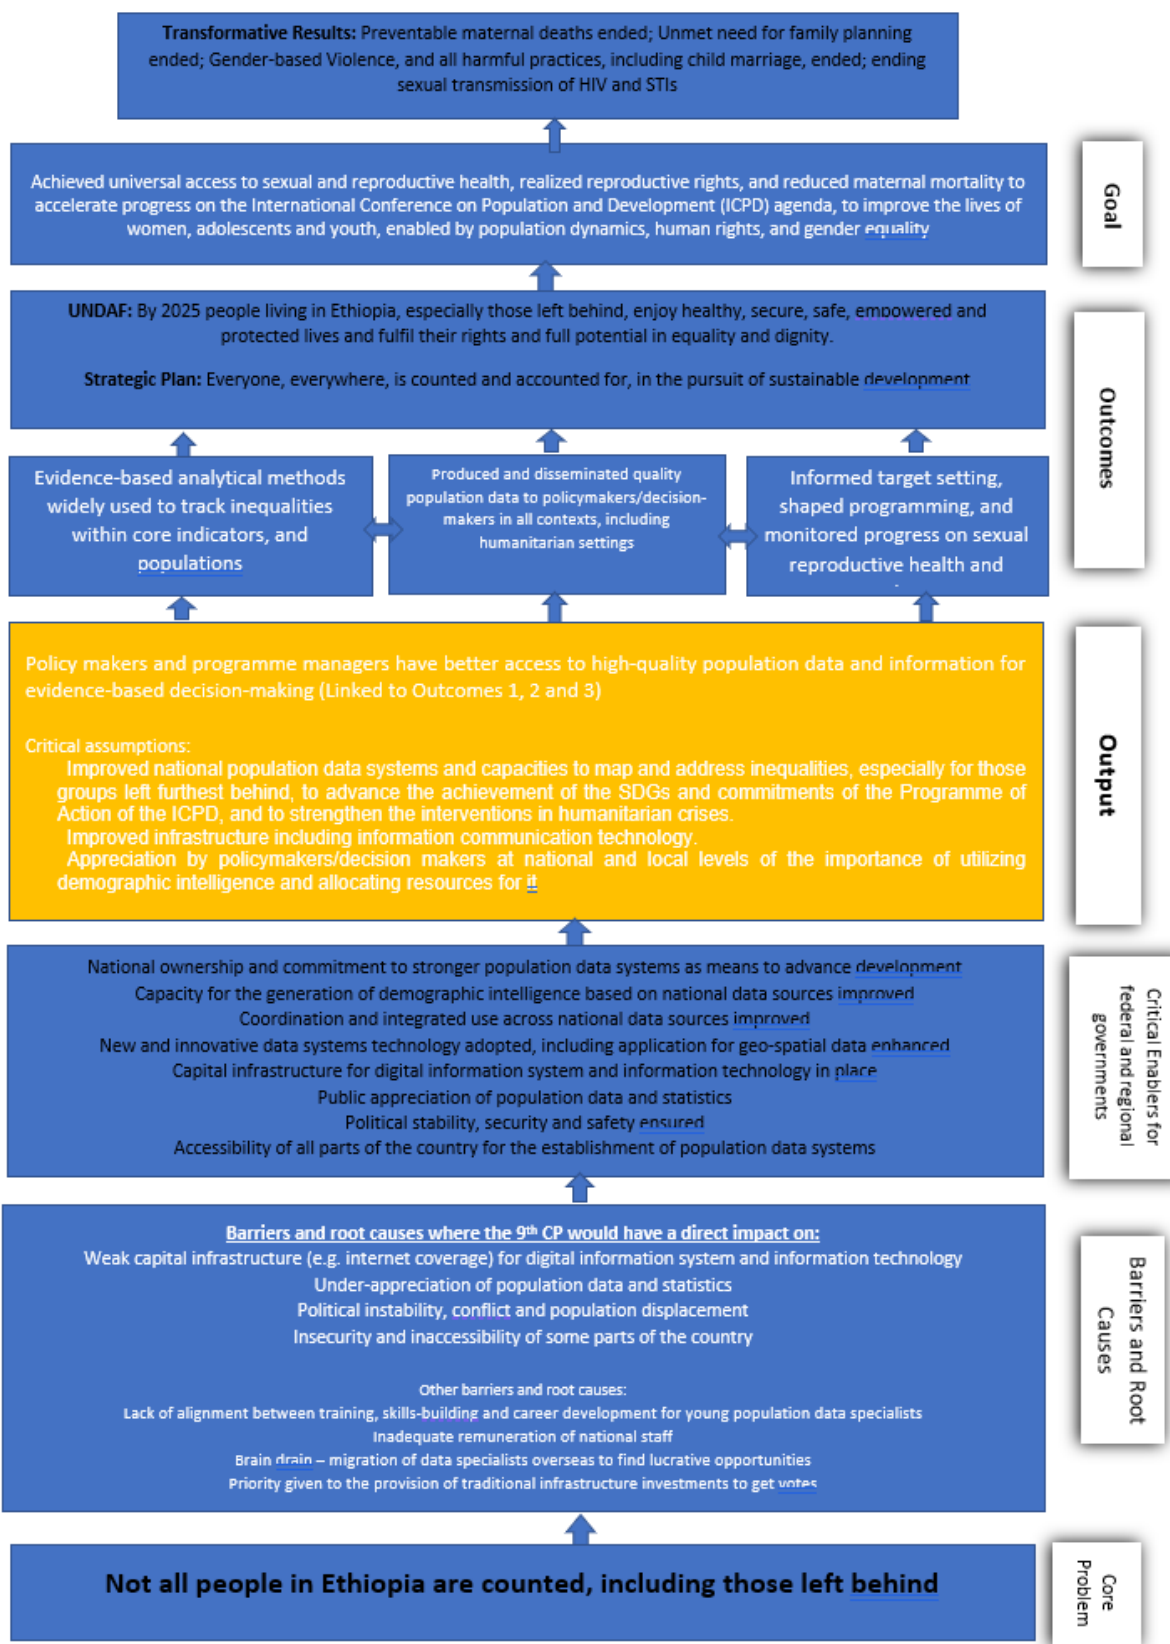 Transformative Results: Preventable maternal deaths ended; Unmet need for family planning
ended; Gender-based Violence, and all harmful practices, including child marriage, ended; ending
sexual transmission of HIV and STIs
Achieved universal access to sexual and reproductive health, realized reproductive rights, and reduced maternal mortality to
accelerate progress on the International Conference on Population and Development (ICPD) agenda, to improve the lives of
women, adolescents and youth, enabled by population dynamics, human rights, and gender equality
Goal
UNDAF: By 2025 people living in Ethiopia, especially those left behind, enjoy healthy, secure, safe, empowered and
protected lives and fulfil their rights and full potential in equality and dignity.
Strategic Plan: Everyone, everywhere, is counted and accounted for, in the pursuit of sustainable development
Outcomes
Evidence-based analytical methods
widely used to track inequalities
within core indicators, and
populations
Produced and disseminated quality
population data to policymakers/decision-
makers in all contexts, including
humanitarian settings
Informed target setting,
shaped programming, and
monitored progress on sexual
reproductive health and
Policy makers and programme managers have better access to high-quality population data and information for
evidence-based decision-making (Linked to Outcomes 1, 2 and 3)
Critical assumptions:
Improved national population data systems and capacities to map and address inequalities, especially for those
groups left furthest behind, to advance the achievement of the SDGs and commitments of the Programme of
Action of the ICPD, and to strengthen the interventions in humanitarian crises.
Improved infrastructure including information communication technology.
Appreciation by policymakers/decision makers at national and local levels of the importance of utilizing
demographic intelligence and allocating resources for it
Output
National ownership and commitment to stronger population data systems as means to advance development
Capacity for the generation of demographic intelligence based on national data sources improved
Coordination and integrated use across national data sources improved
New and innovative data systems technology adopted, including application for geo-spatial data enhanced
Capital infrastructure for digital information system and information technology in place
Public appreciation of population data and statistics
Political stability, security and safety ensured
Accessibility of all parts of the country for the establishment of population data systems
Critical Enablers for
federal and regional
governments
Barriers and root causes where the 9th CP would have a direct impact on:
Weak capital infrastructure (e.g. internet coverage) for digital information system and information technology
Under-appreciation of population data and statistics
Political instability, conflict and population displacement
Insecurity and inaccessibility of some parts of the country
Other barriers and root causes:
Lack of alignment between training, skills-building and career development for young population data specialists
Inadequate remuneration of national staff
Brain drain – migration of data specialists overseas to find lucrative opportunities
Priority given to the provision of traditional infrastructure investments to get votes
Barriers and Root
Causes
Not all people in Ethiopia are counted, including those left behind
Core
Problem